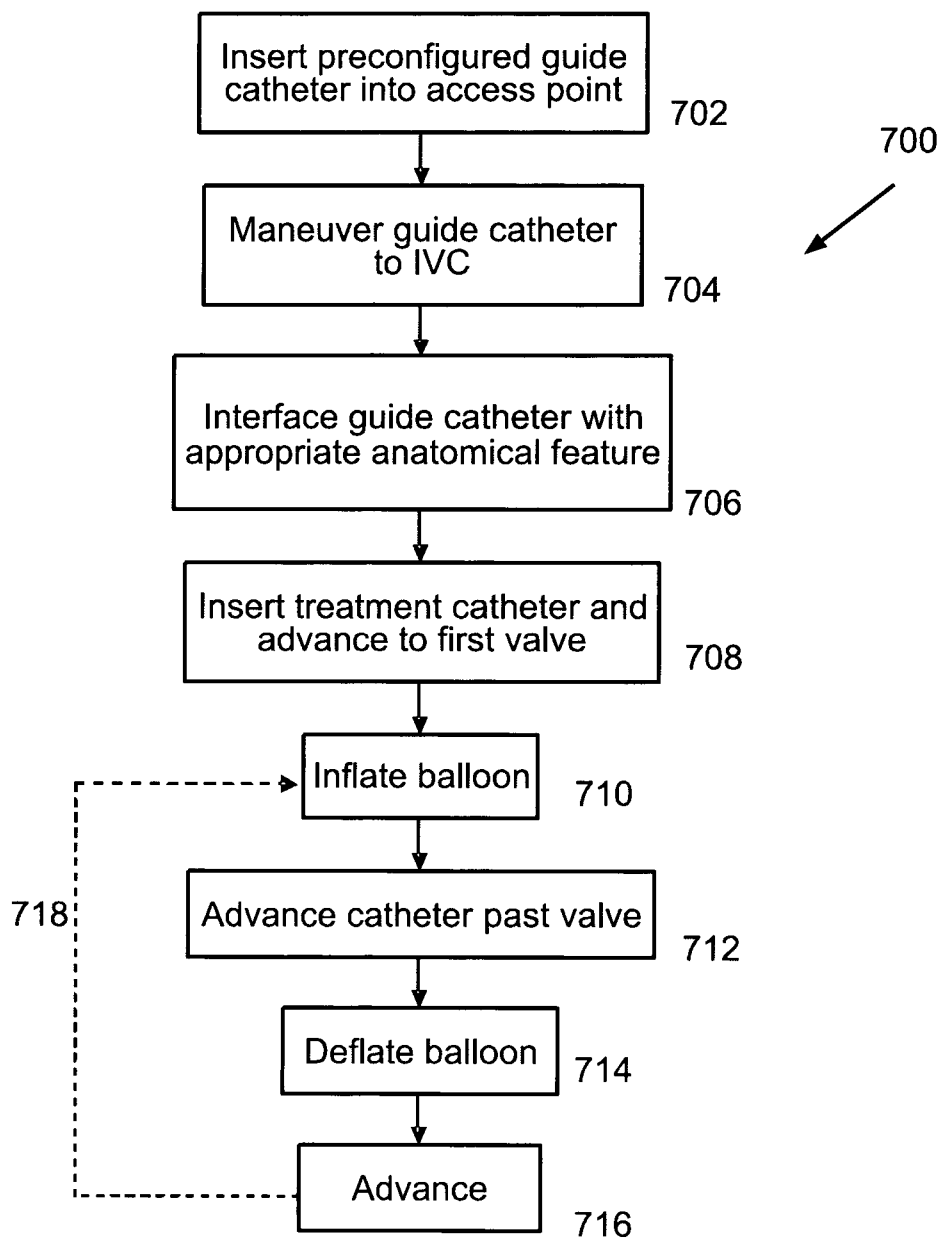 Insert preconfigured guide
catheter into access point
702
700
Maneuver guide catheter
to IVC
704
Interface guide catheter with
appropriate anatomical feature
706
Insert treatment catheter and
advance to first valve
708
Inflate balloon
710
718
Advance catheter past valve
712
Deflate balloon
714
Advance
716